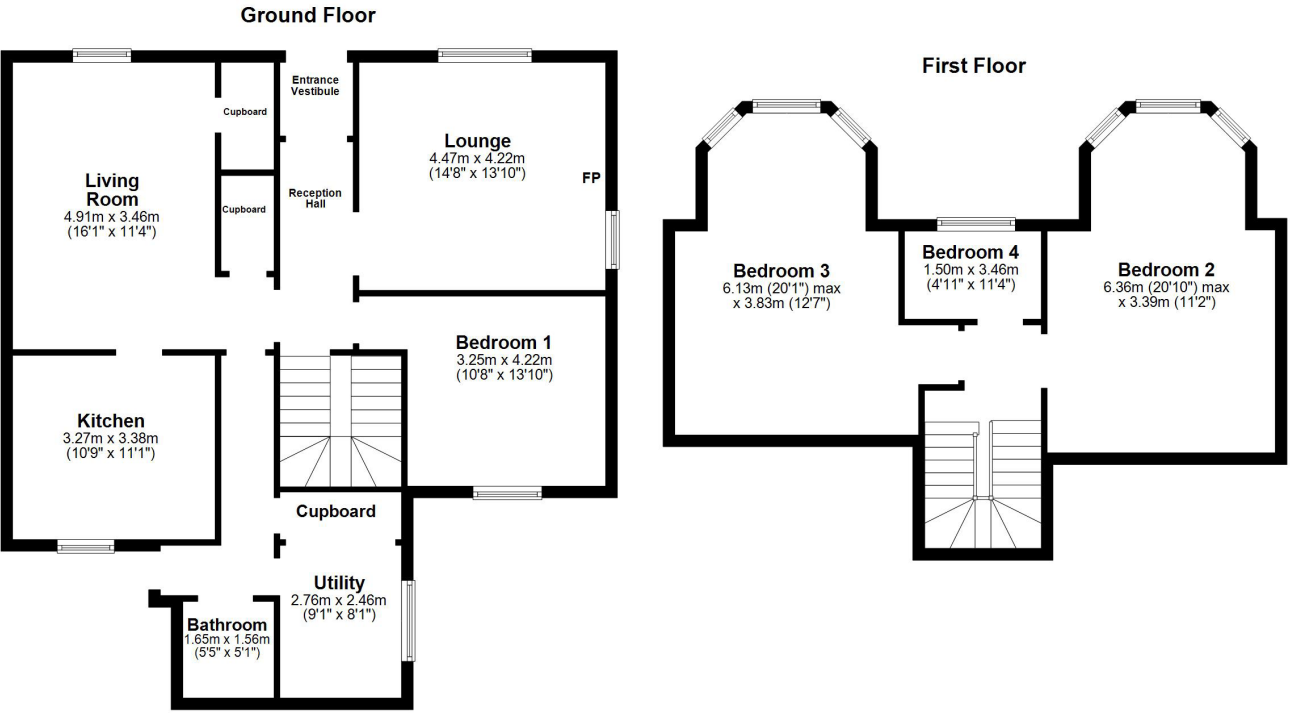 Ground Floor
Entrance
Vestibule
Cupboard
Lounge
4.47m x 4.22m
(14'8" x 13'10")
FP
Living
Room
4.91m x 3.46m
(16'1" x 11'4")
Cupboard
Reception
Hall
Bedroom 1
3.25m x 4.22m
(10'8" x 13'10")
Kitchen
3.27m x 3.38m
(10'9" x 11'1")
Cupboard
Utility
2.76m x 2.46m
(9'1" x 8'1")
Bathroom
1.65m x 1.56m
(5'5" x 5'1")
First Floor
Bedroom 3
6.13m (20'1") max
x 3.83m (12'7")
Bedroom 4
1.50m x 3.46m
(4'11" x 11'4")
Bedroom 2
6.36m (20'10") max
x 3.39m (11'2")